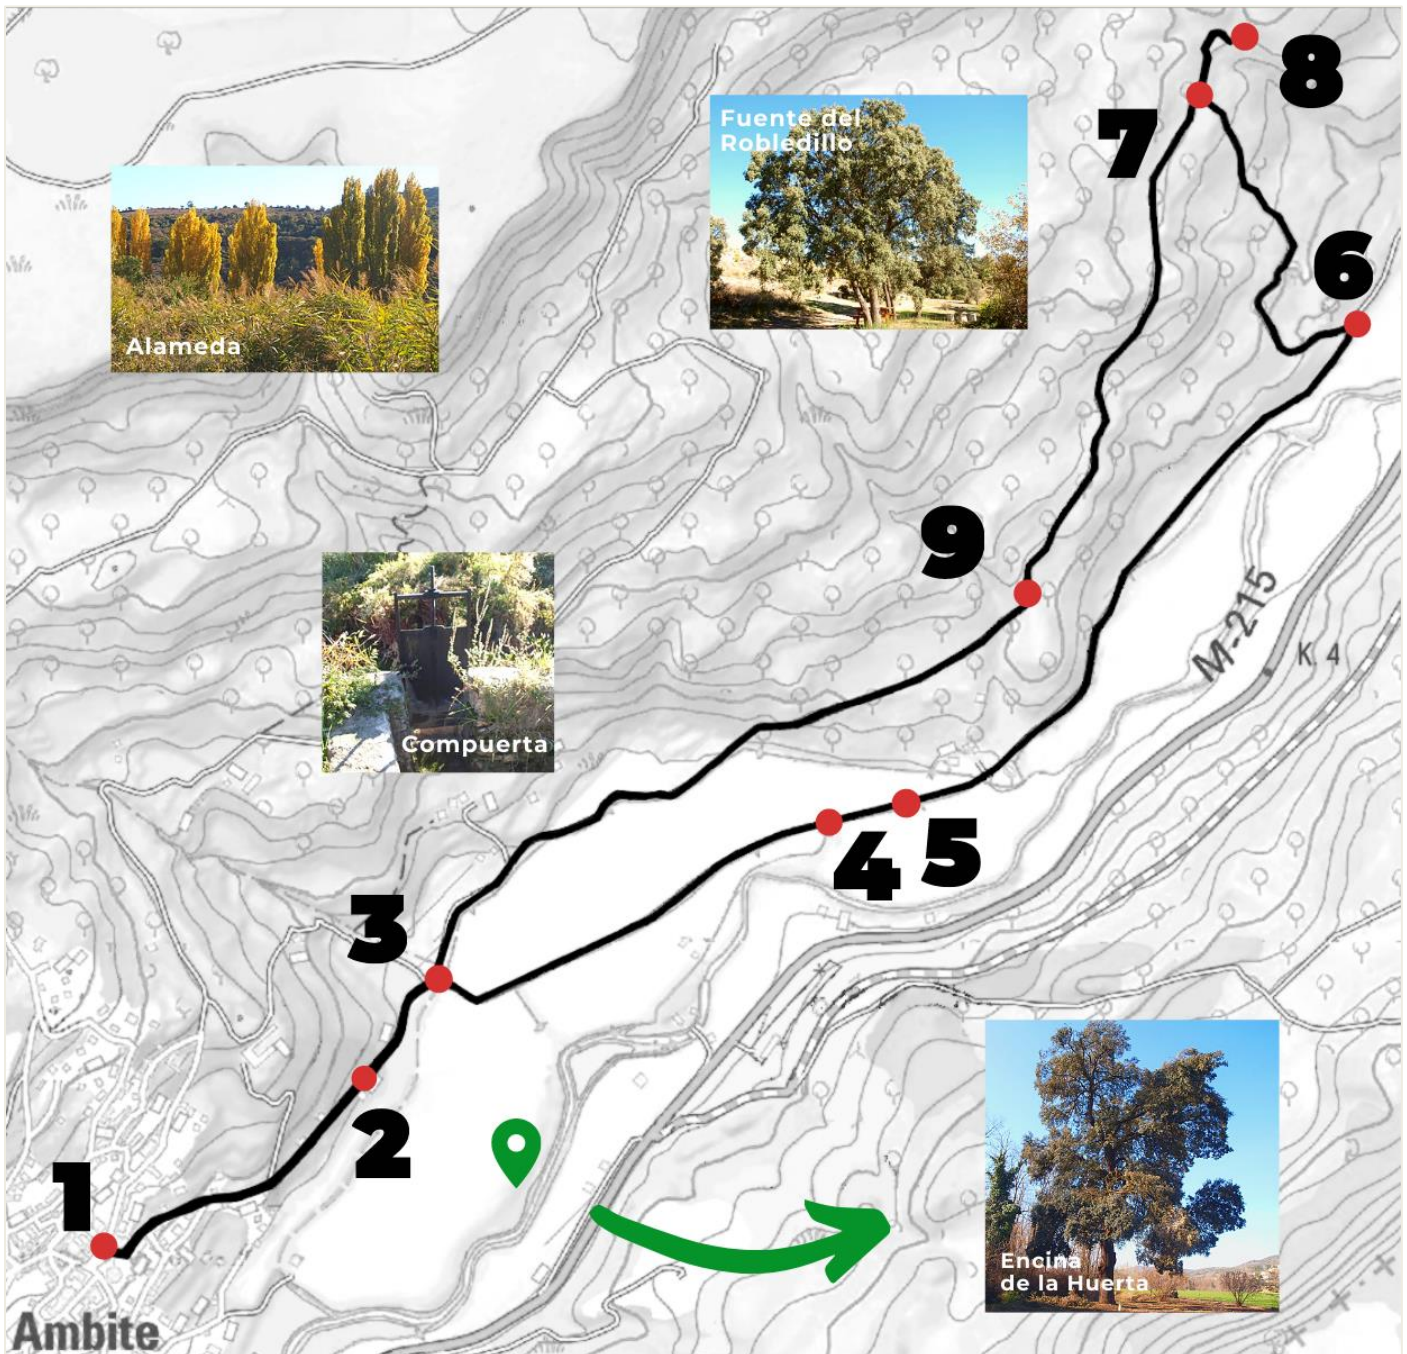 8
7
Fuente del
Robledillo
6
Alameda
9
M-215
K. 4
Compuerta
4
5
3
2
1
Encina
de la Huerta
Ambite